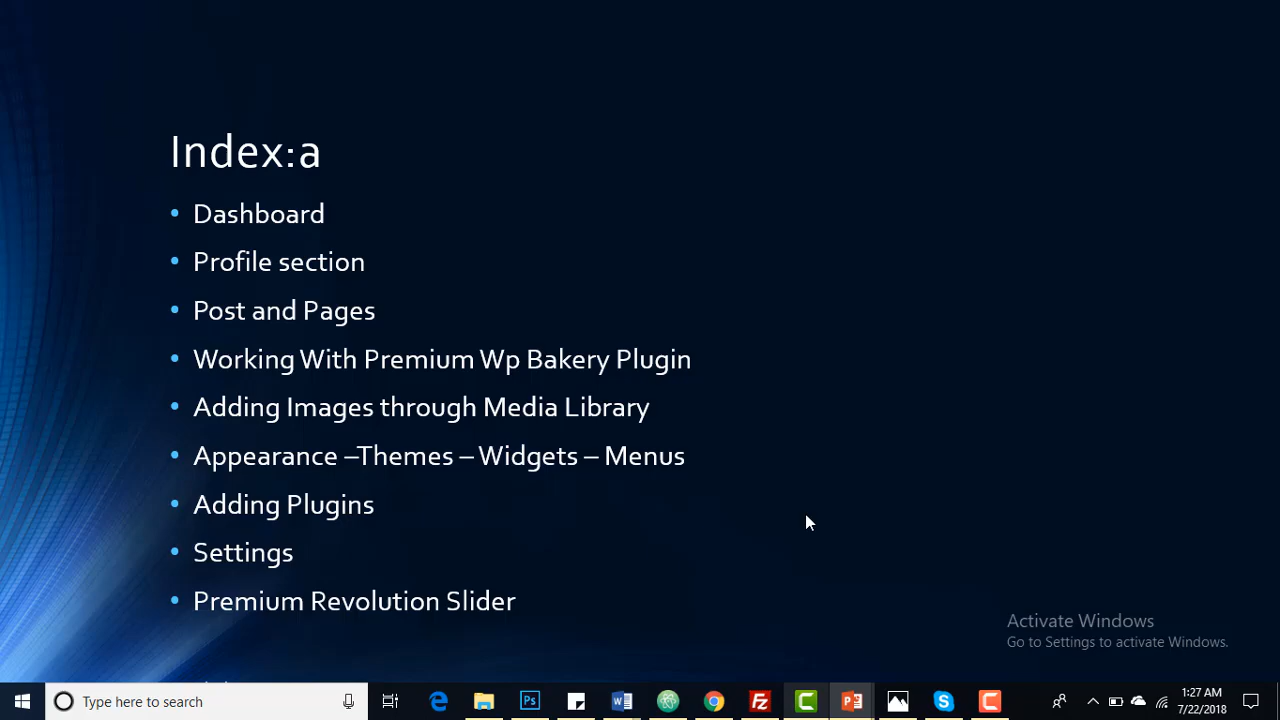 Index:a
• Dashboard
• Profile section
• Post and Pages
• Working With Premium Wp Bakery Plugin
• Adding Images through Media Library
• Appearance –Themes – Widgets – Menus
• Adding Plugins
• Settings
• Premium Revolution Slider
Activate Windows
Go to Settings to activate Windows.
Type here to search
1:27 AM
7/22/2018